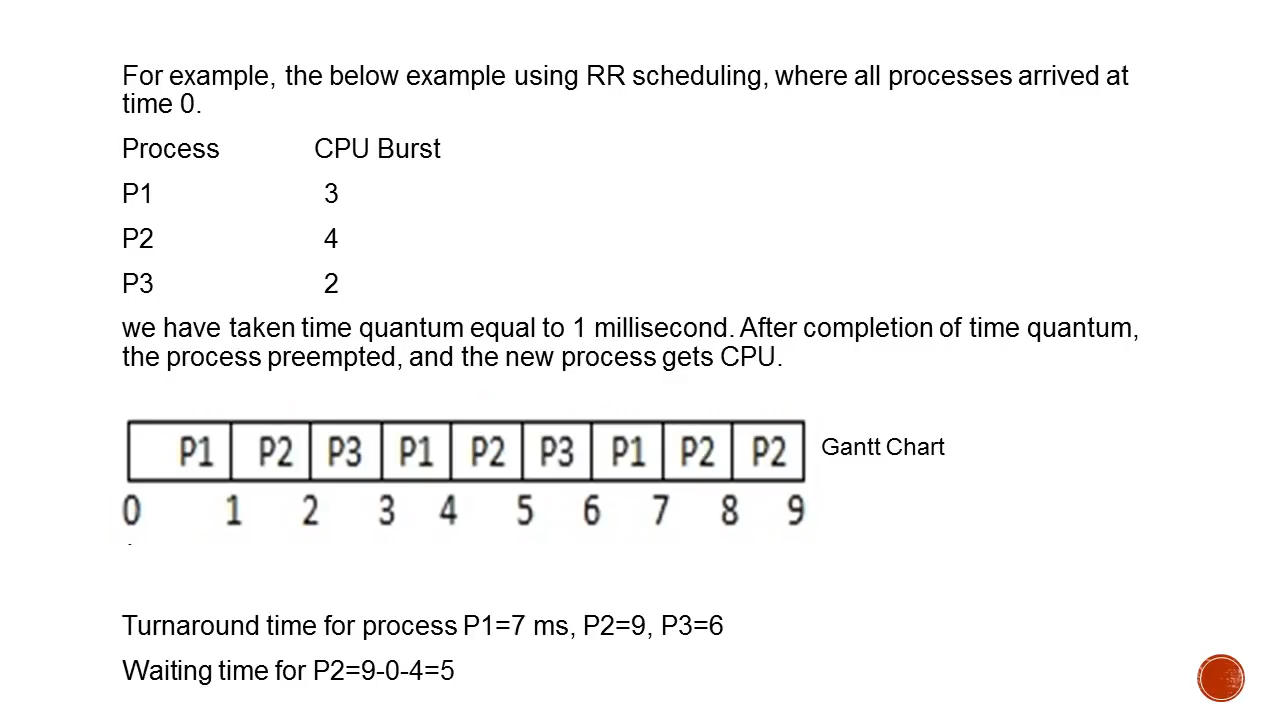 For example, the below example using RR scheduling, where all processes arrived at
time 0.
Process CPU Burst
P1 3
P2 4
P3 2
we have taken time quantum equal to 1 millisecond. After completion of time quantum,
the process preempted, and the new process gets CPU.
P1 P2 P3 P1 P2 P3 P1 P2 P2 Gantt Chart
0 1 2 3 4 5 6 7 8 9
Turnaround time for process P1=7 ms, P2=9, P3=6
Waiting time for P2=9-0-4=5